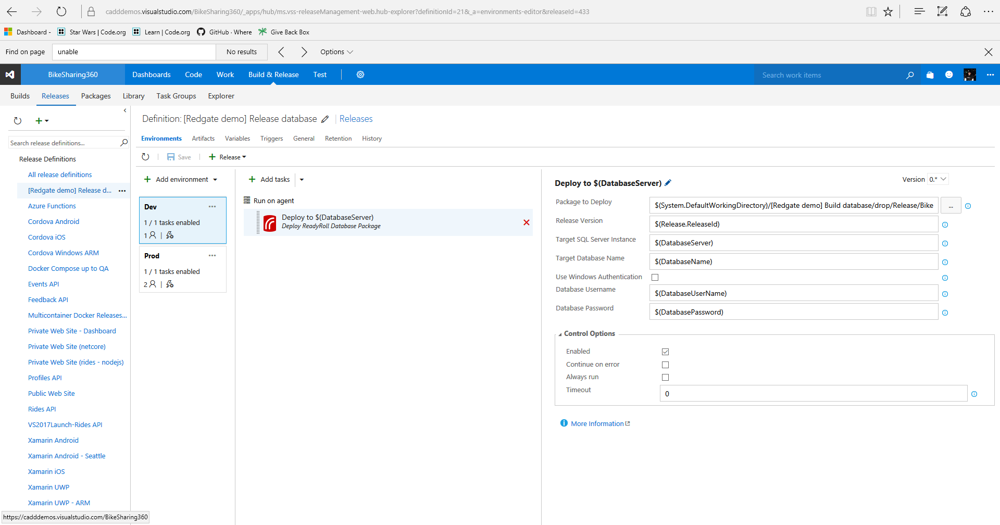 cadddemos.visualstudio.com/BikeSharing360/_apps/hub/ms.vss-releaseManagement-web.hub-explorer?definitionId=21&_a=environments-editor&releaseId=433
Dashboard - Star Wars | Code.org Learn | Code.org GitHub · Where Give Back Box
Find on page unable No results Options
BikeSharing360 Dashboards Code Work Build & Release Test Search work items
Builds Releases Packages Library Task Groups Explorer
Search release definitions...
Release Definitions
All release definitions
[Redgate demo] Release d...
Azure Functions
Cordova Android
Cordova iOS
Cordova Windows ARM
Docker Compose up to QA
Events API
Feedback API
Multicontainer Docker Releases...
Private Web Site - Dashboard
Private Web Site (netcore)
Private Web Site (rides - nodejs)
Profiles API
Public Web Site
Rides API
VS2017Launch-Rides API
Xamarin Android
Xamarin Android - Seattle
Xamarin iOS
Xamarin UWP
Xamarin UWP - ARM
https://cadddemos.visualstudio.com/BikeSharing360
Definition: [Redgate demo] Release database | Releases
Environments Artifacts Variables Triggers General Retention History
Save Release
Add environment
Dev
1 / 1 tasks enabled
1
Prod
1 / 1 tasks enabled
2
Add tasks
Run on agent
Deploy to $(DatabaseServer)
Deploy ReadyRoll Database Package
Deploy to $(DatabaseServer) Version 0.*
Package to Deploy $(System.DefaultWorkingDirectory)/[Redgate demo] Build database/drop/Release/Bike ...
Release Version $(Release.ReleaseId)
Target SQL Server Instance $(DatabaseServer)
Target Database Name $(DatabaseName)
Use Windows Authentication
Database Username $(DatabaseUserName)
Database Password $(DatabasePassword)
Control Options
Enabled
Continue on error
Always run
Timeout 0
More Information